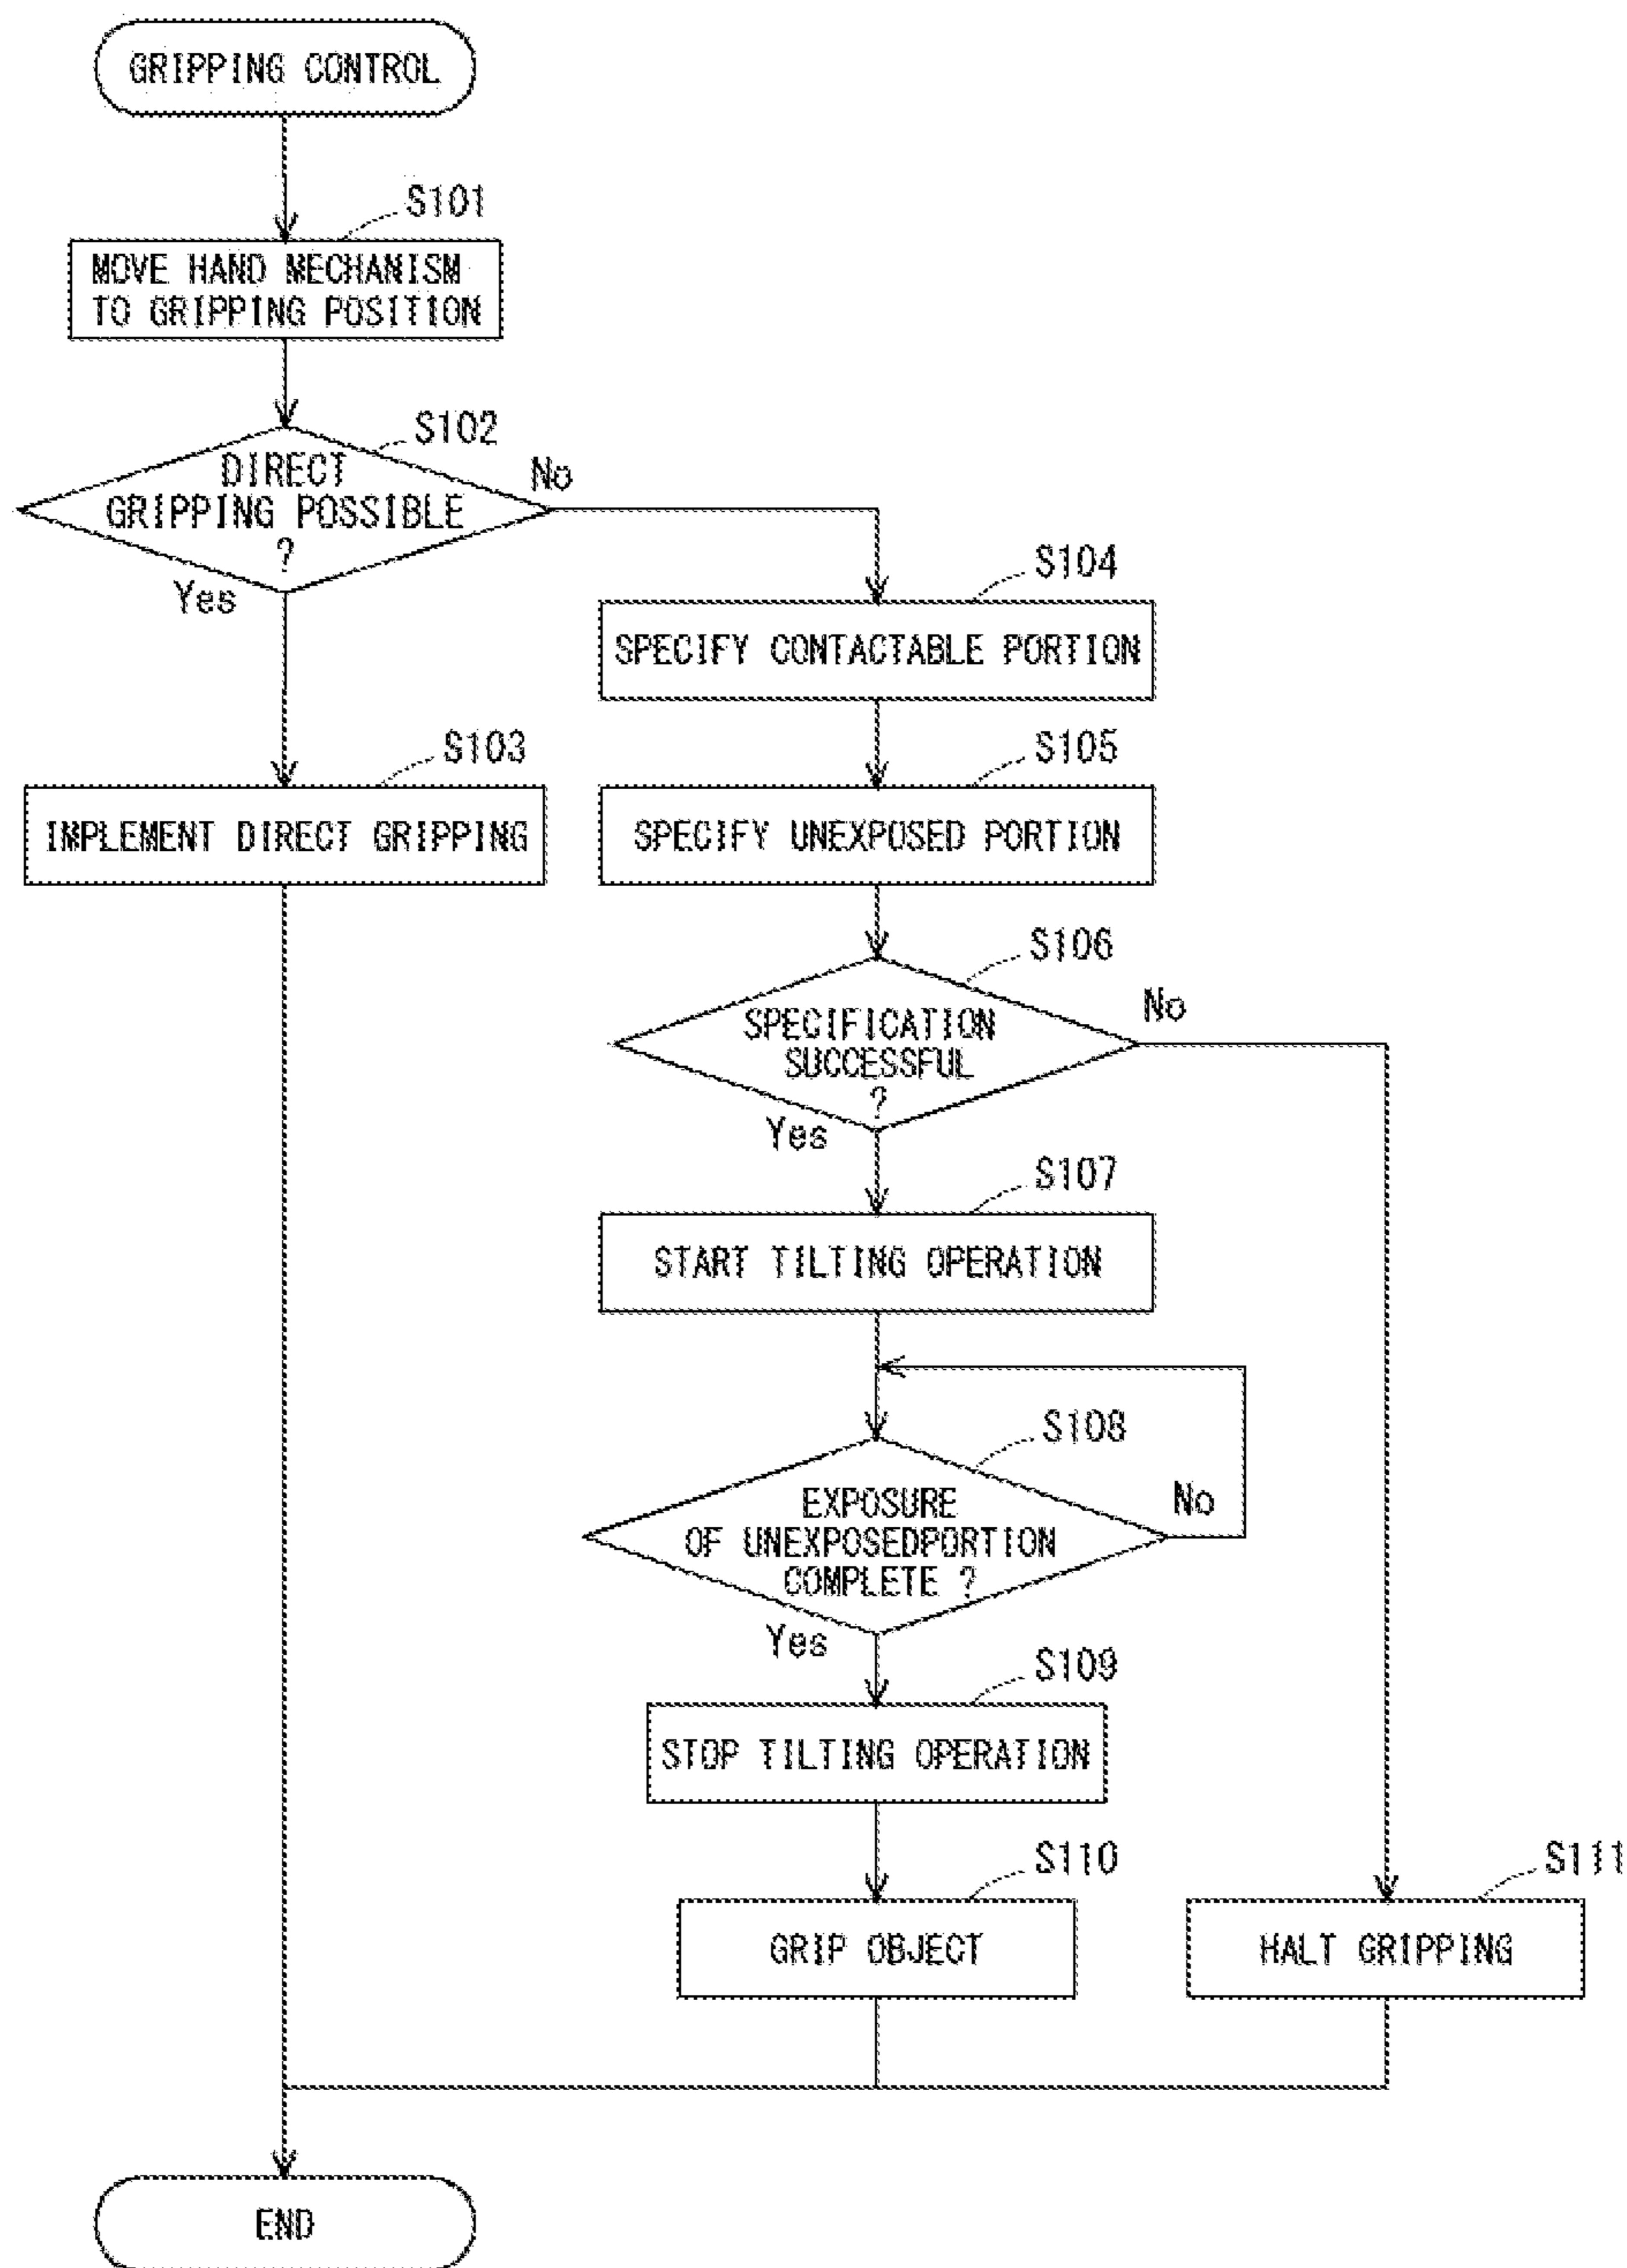 GRIPPING CONTROL
S101
MOVE HAND MECHANISM
TO GRIPPING POSITION
S102
DIRECT
GRIPPING POSSIBLE
?
No
Yes
S103
IMPLEMENT DIRECT GRIPPING
S104
SPECIFY CONTACTABLE PORTION
S105
SPECIFY UNEXPOSED PORTION
S106
SPECIFICATION
SUCCESSFUL
?
No
Yes
S107
START TILTING OPERATION
S108
EXPOSURE
OF UNEXPOSEDPORTION
COMPLETE ?
No
Yes
S109
STOP TILTING OPERATION
S110
GRIP OBJECT
S111
HALT GRIPPING
END